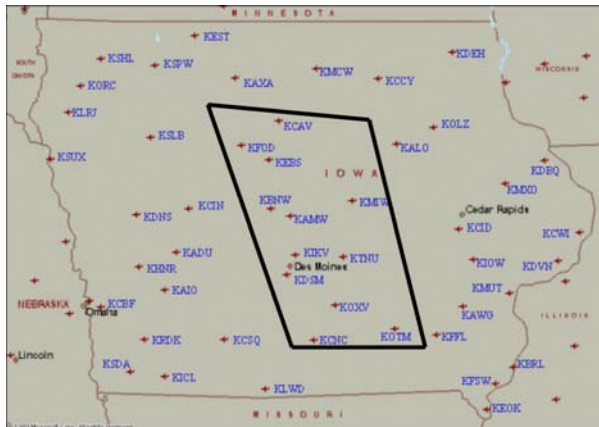 MINNESOTA
KEST
KDEH
KSHL
KSPW
KMCW
SOUTH
DAKOTA
WISCONSIN
KORC
KAXA
KCCY
KLRJ
KCAV
KOLZ
KSLB
KFOD
KALO
KSUX
KEBS
KDBQ
IOWA
KMXO
KCIN
KBNW
KMIW
KDNS
KAMW
Cedar Rapids
KCID
KCWI
KADU
KIKV
KTNU
KHNR
Des Moines
KIOW
KDVN
KDSM
KAIO
KMUT
NEBRASKA
KCBF
Omaha
KOXV
KAWG
ILLINOIS
KRDK
KCSQ
KCNC
KOTM
KFFL
Lincoln
KSDA
KICL
KBRL
KLWD
KFSW
KEOK
MISSOURI